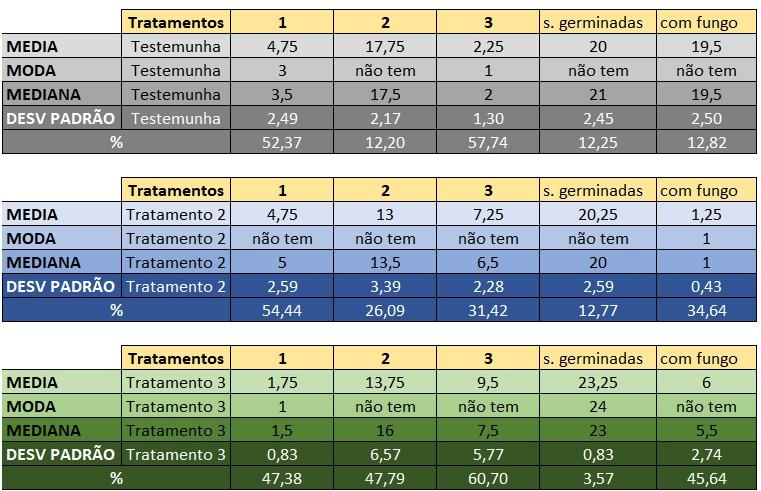 Tratamentos 1 2 3 s. germinadas com fungo
MEDIA Testemunha 4,75 17,75 2,25 20 19,5
MODA Testemunha 3 não tem 1 não tem não tem
MEDIANA Testemunha 3,5 17,5 2 21 19,5
DESV PADRÃO Testemunha 2,49 2,17 1,30 2,45 2,50
% 52,37 12,20 57,74 12,25 12,82
Tratamentos 1 2 3 s. germinadas com fungo
MEDIA Tratamento 2 4,75 13 7,25 20,25 1,25
MODA Tratamento 2 não tem não tem não tem não tem 1
MEDIANA Tratamento 2 5 13,5 6,5 20 1
DESV PADRÃO Tratamento 2 2,59 3,39 2,28 2,59 0,43
% 54,44 26,09 31,42 12,77 34,64
Tratamentos 1 2 3 s. germinadas com fungo
MEDIA Tratamento 3 1,75 13,75 9,5 23,25 6
MODA Tratamento 3 1 não tem não tem 24 não tem
MEDIANA Tratamento 3 1,5 16 7,5 23 5,5
DESV PADRÃO Tratamento 3 0,83 6,57 5,77 0,83 2,74
% 47,38 47,79 60,70 3,57 45,64